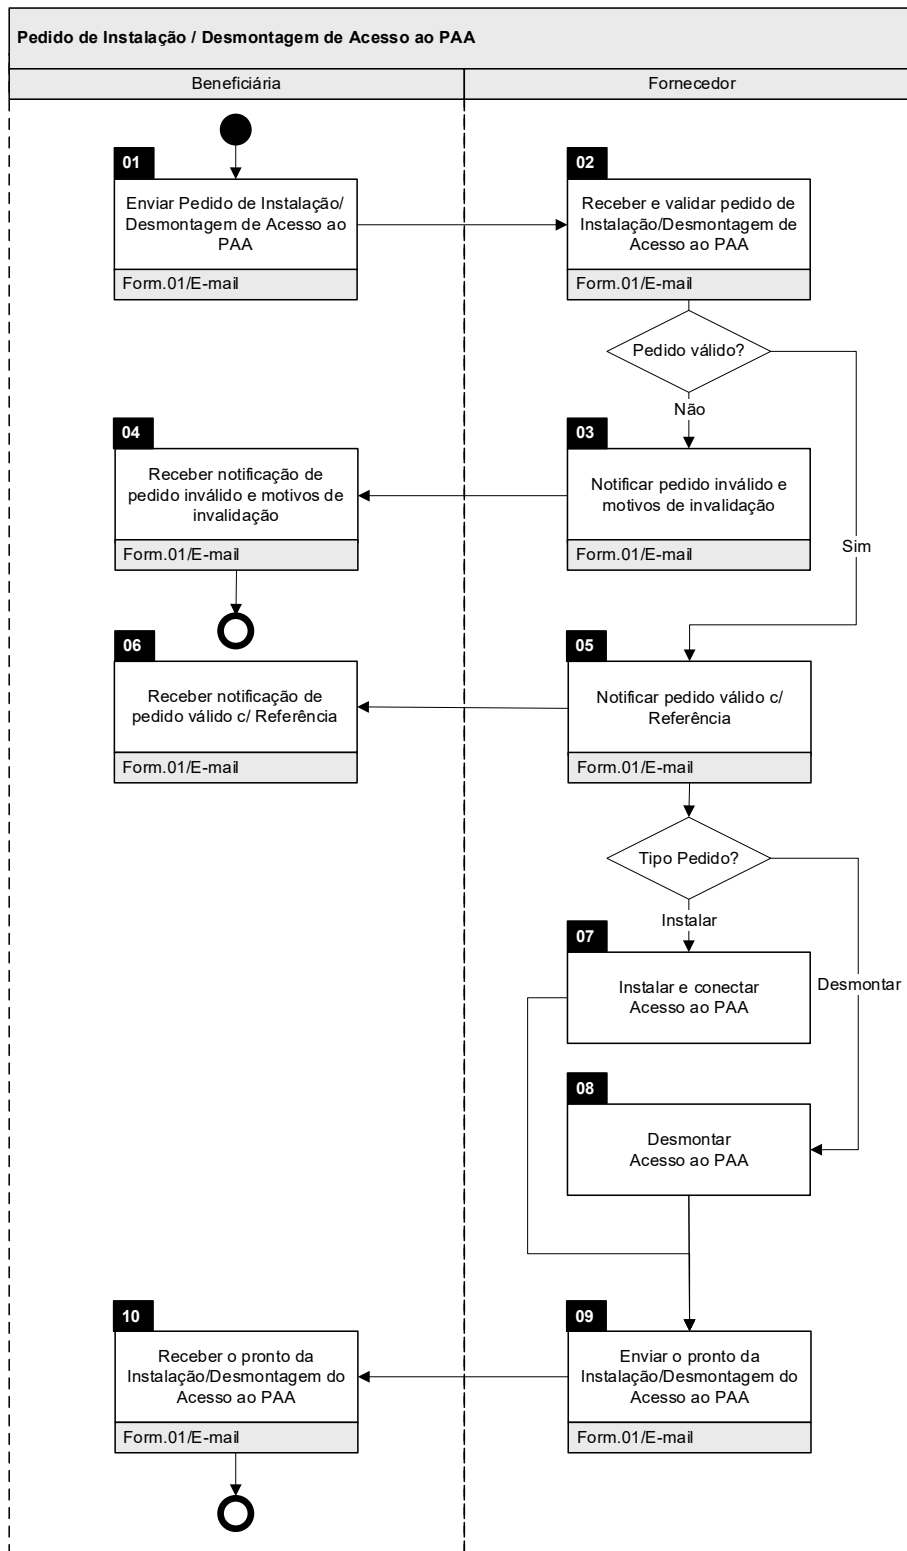 Pedido de Instalação / Desmontagem de Acesso ao PAA
Beneficiária
Fornecedor
01
Enviar Pedido de Instalação/
Desmontagem de Acesso ao
PAA
Form.01/E-mail
02
Receber e validar pedido de
Instalação/Desmontagem de
Acesso ao PAA
Form.01/E-mail
Pedido válido?
Não
Sim
03
Notificar pedido inválido e
motivos de invalidação
Form.01/E-mail
04
Receber notificação de
pedido inválido e motivos de
invalidação
Form.01/E-mail
05
Notificar pedido válido c/
Referência
Form.01/E-mail
06
Receber notificação de
pedido válido c/ Referência
Form.01/E-mail
Tipo Pedido?
Instalar
Desmontar
07
Instalar e conectar
Acesso ao PAA
08
Desmontar
Acesso ao PAA
09
Enviar o pronto da
Instalação/Desmontagem do
Acesso ao PAA
Form.01/E-mail
10
Receber o pronto da
Instalação/Desmontagem do
Acesso ao PAA
Form.01/E-mail